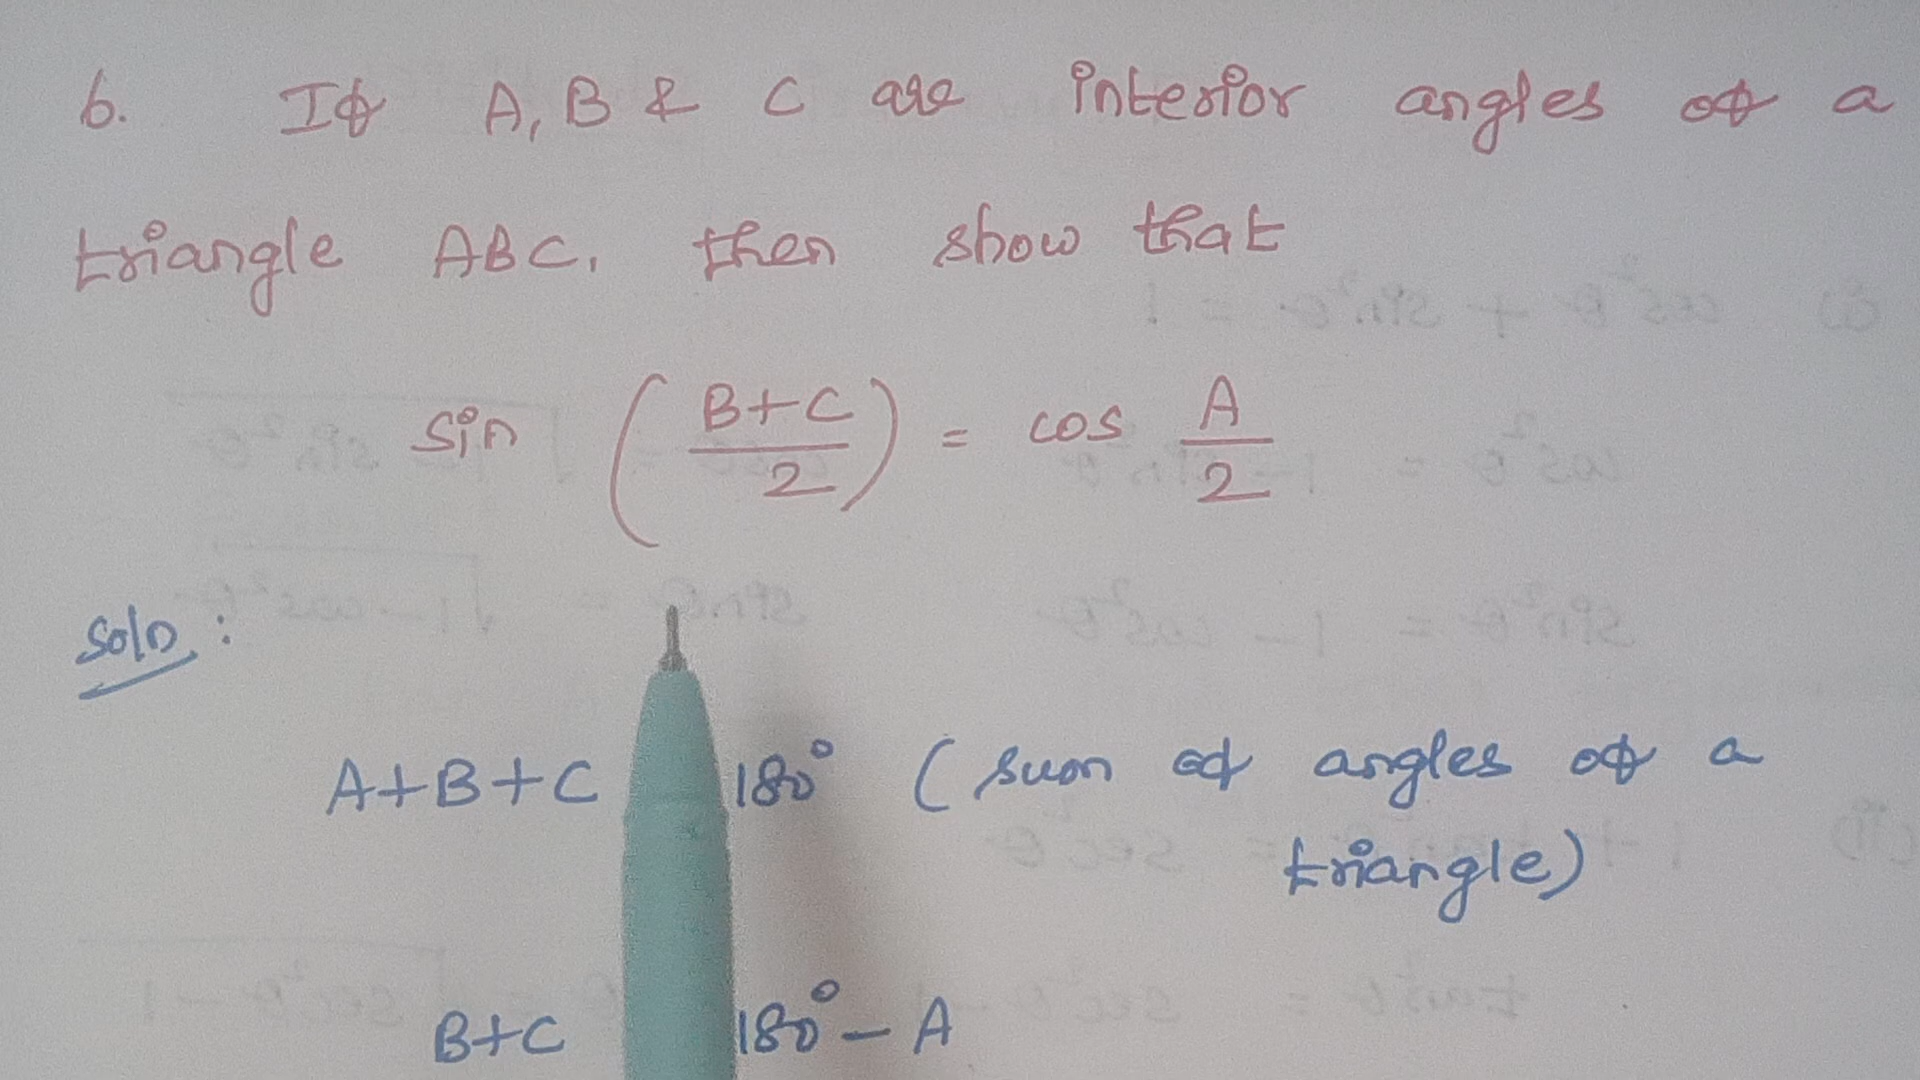 6. If A, B & C are interior angles of a
triangle ABC, then show that
sin ( B+C / 2 ) = cos A / 2
Soln :
A+B+C 180° ( sum of angles of a
triangle)
B+C 180° - A